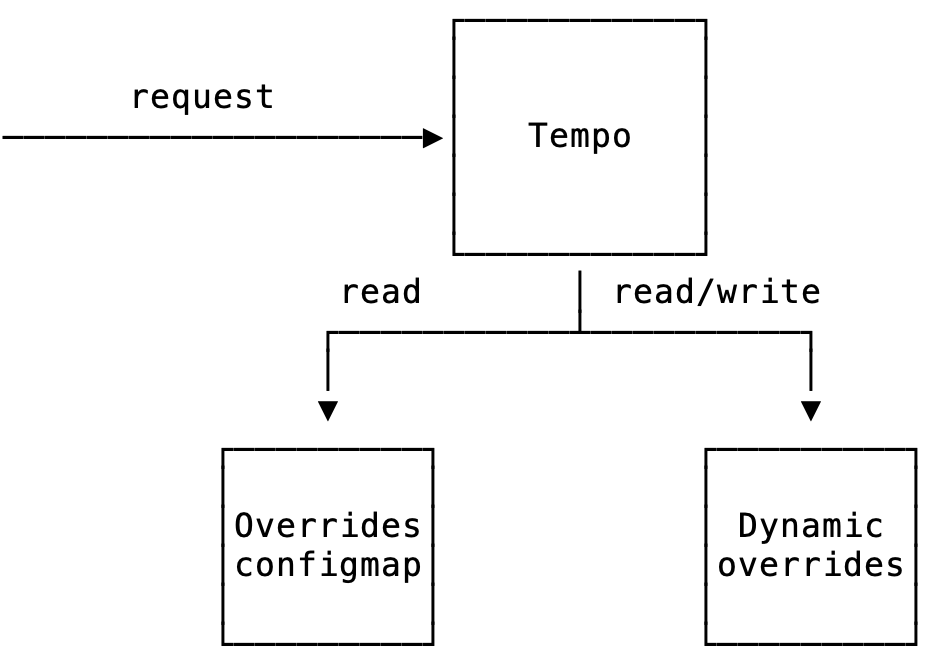 request
Tempo
read
read/write
Overrides
configmap
Dynamic
overrides